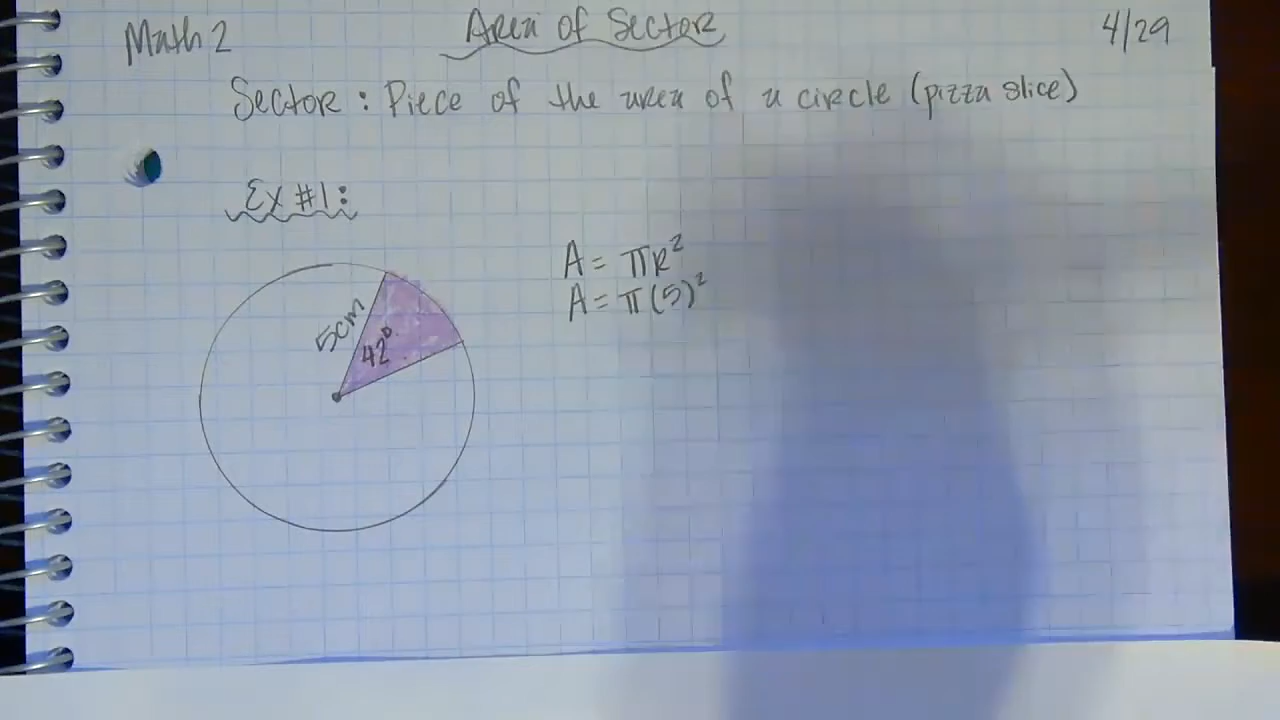 Math 2
Area of Sector
4/29
Sector: Piece of the area of a circle (pizza slice)
Ex #1:
A = πR²
A = π(5)²
5cm
42°